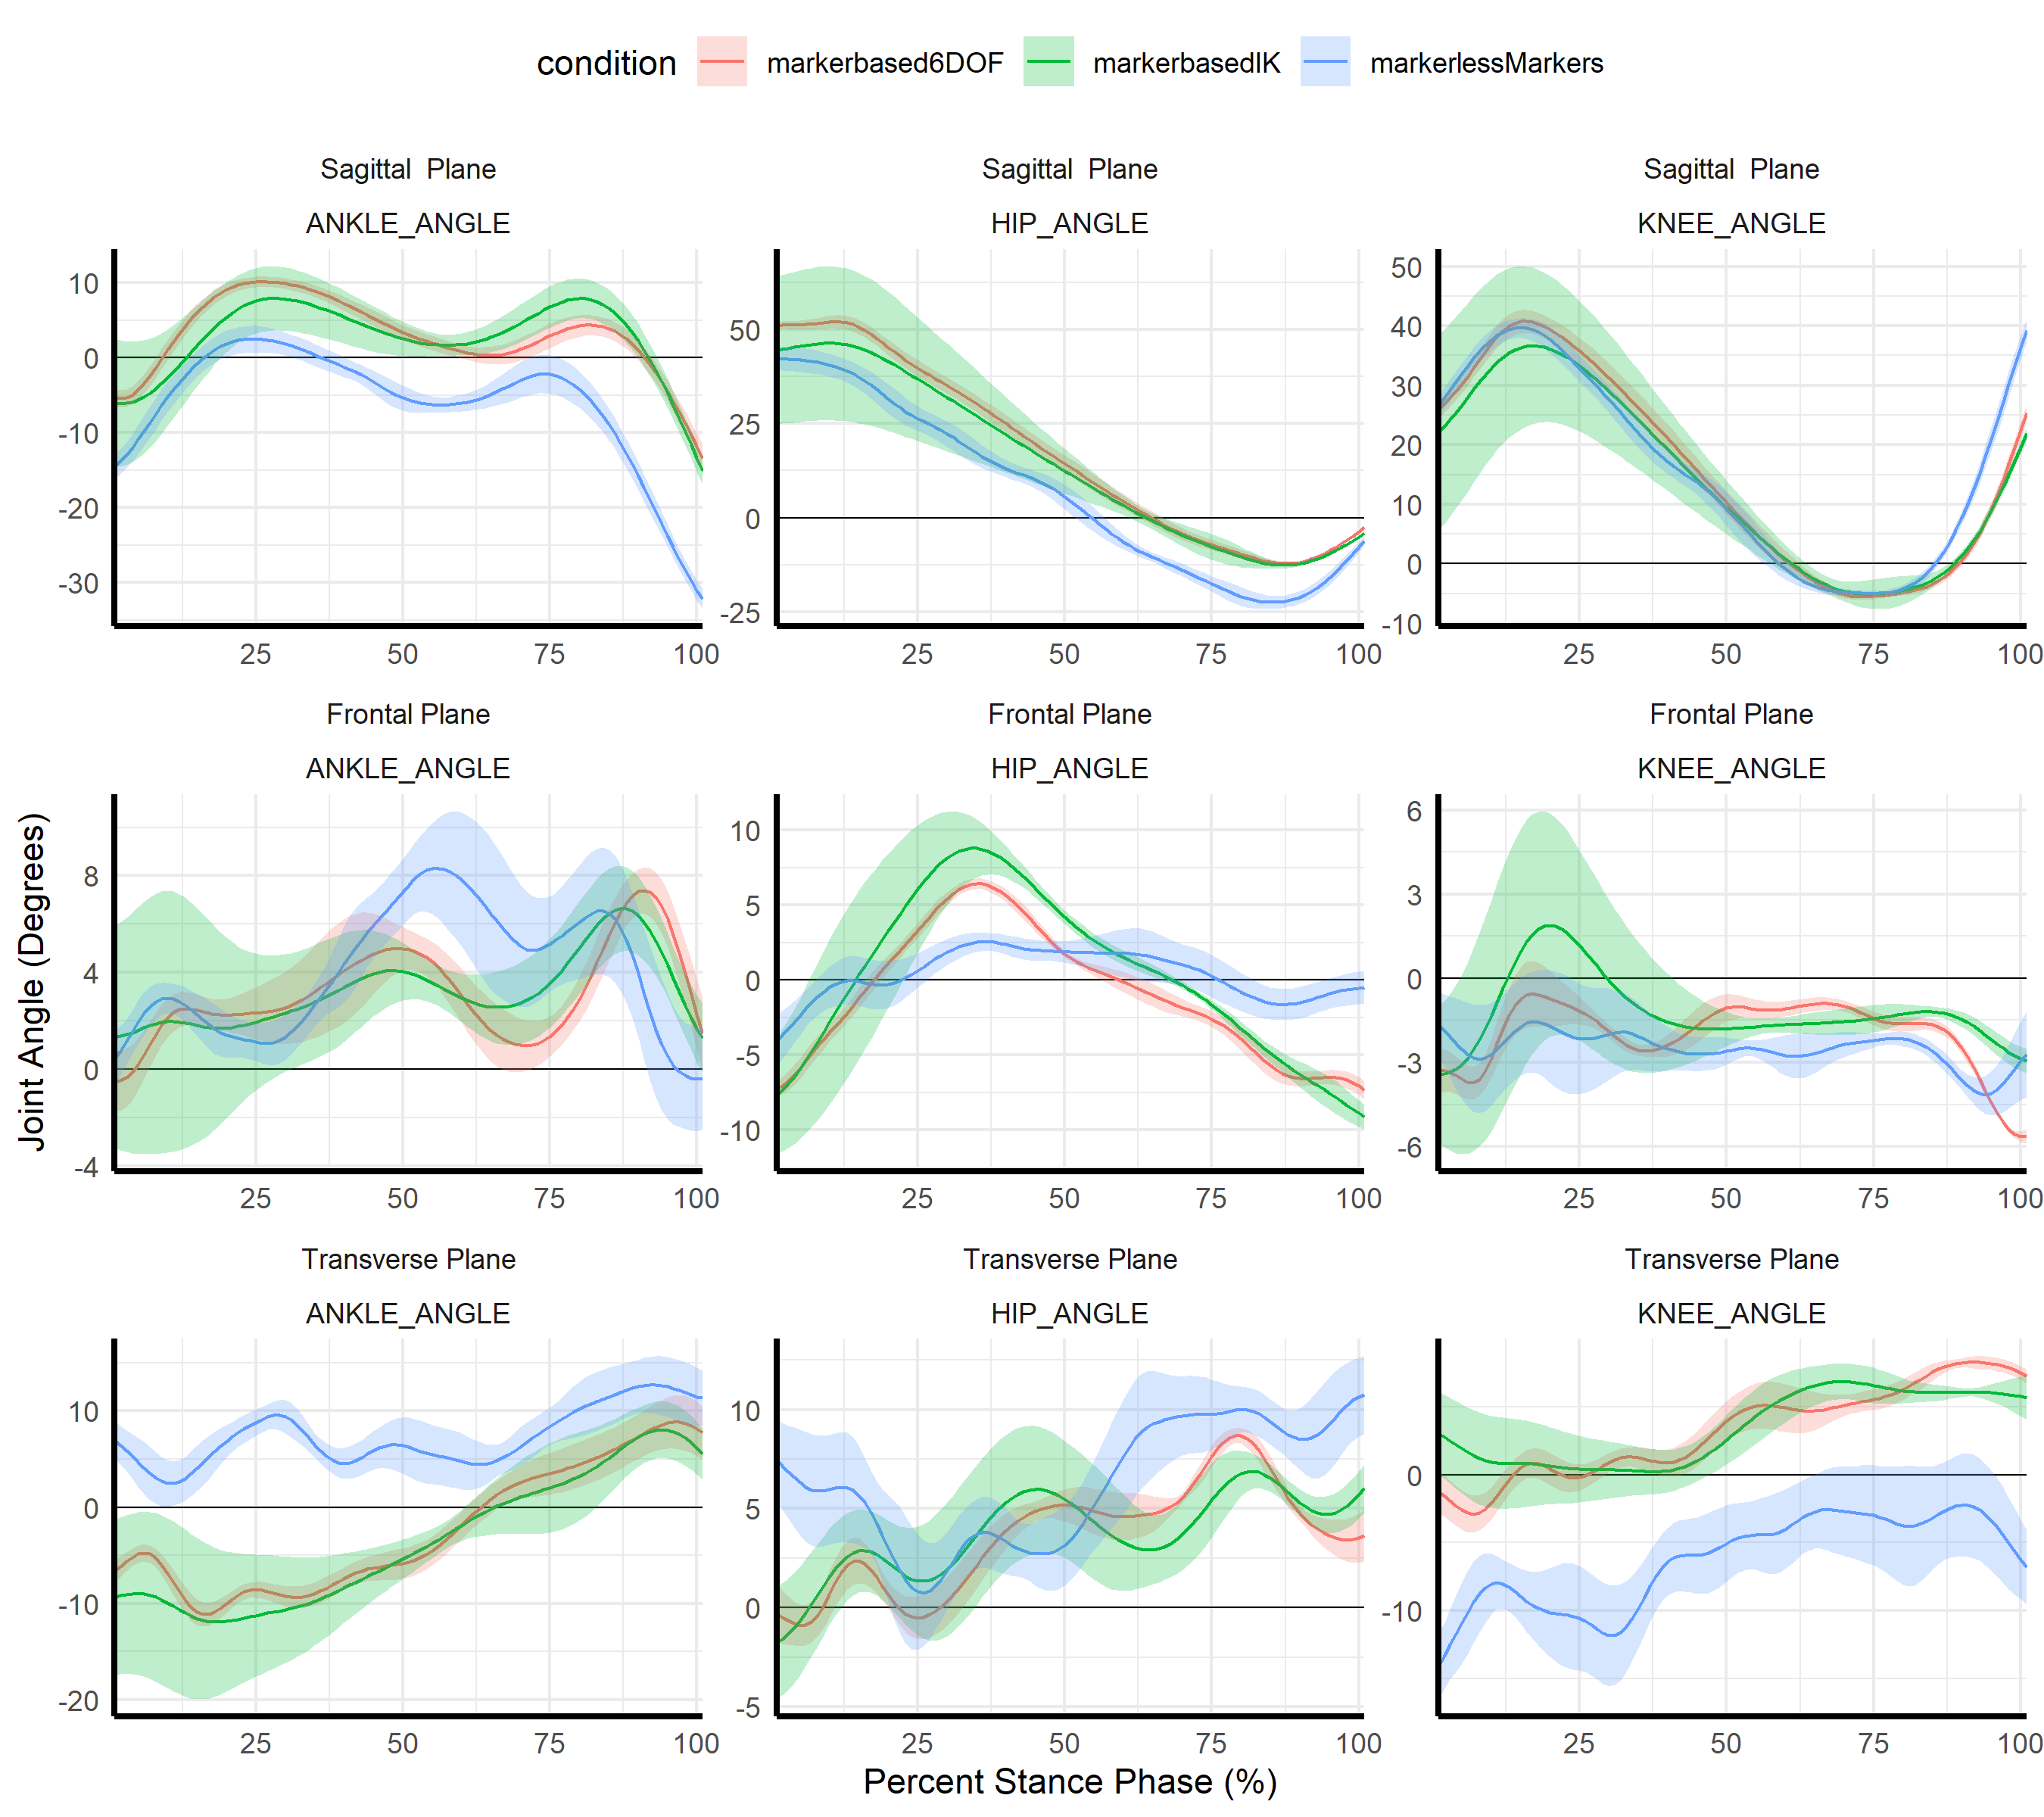 condition markerbased6DOF markerbasedIK markerlessMarkers
Sagittal  Plane
ANKLE_ANGLE
10
0
-10
-20
-30
25 50 75 100
Sagittal  Plane
HIP_ANGLE
50
25
0
-25
25 50 75 100
Sagittal  Plane
KNEE_ANGLE
50
40
30
20
10
0
-10
25 50 75 100
Joint Angle (Degrees)
Frontal Plane
ANKLE_ANGLE
8
4
0
-4
25 50 75 100
Frontal Plane
HIP_ANGLE
10
5
0
-5
-10
25 50 75 100
Frontal Plane
KNEE_ANGLE
6
3
0
-3
-6
25 50 75 100
Transverse Plane
ANKLE_ANGLE
10
0
-10
-20
25 50 75 100
Transverse Plane
HIP_ANGLE
10
5
0
-5
25 50 75 100
Transverse Plane
KNEE_ANGLE
0
-10
25 50 75 100
Percent Stance Phase (%)